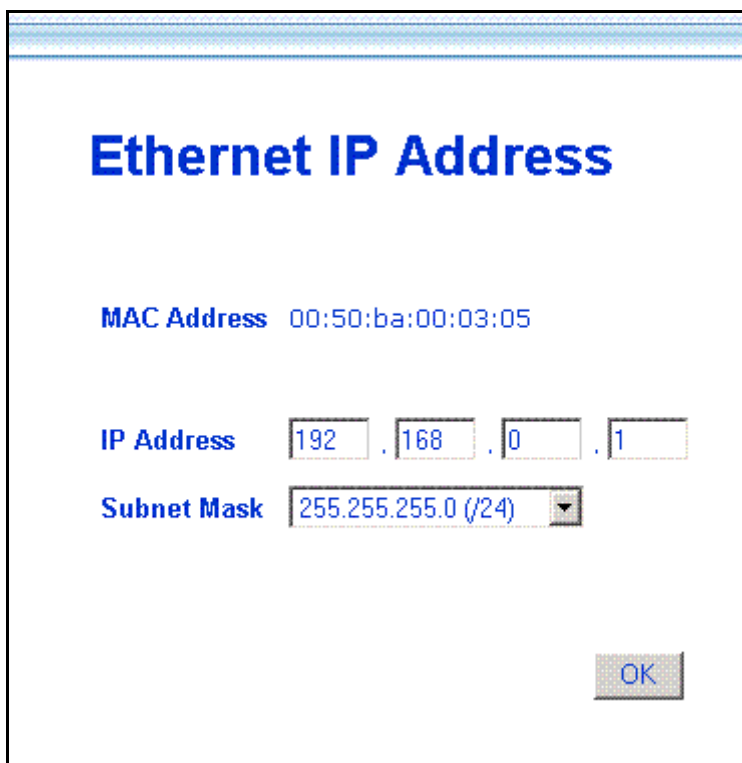 Ethernet IP Address
MAC Address 00:50:ba:00:03:05
IP Address 192 . 168 . 0 . 1
Subnet Mask 255.255.255.0 (/24)
OK